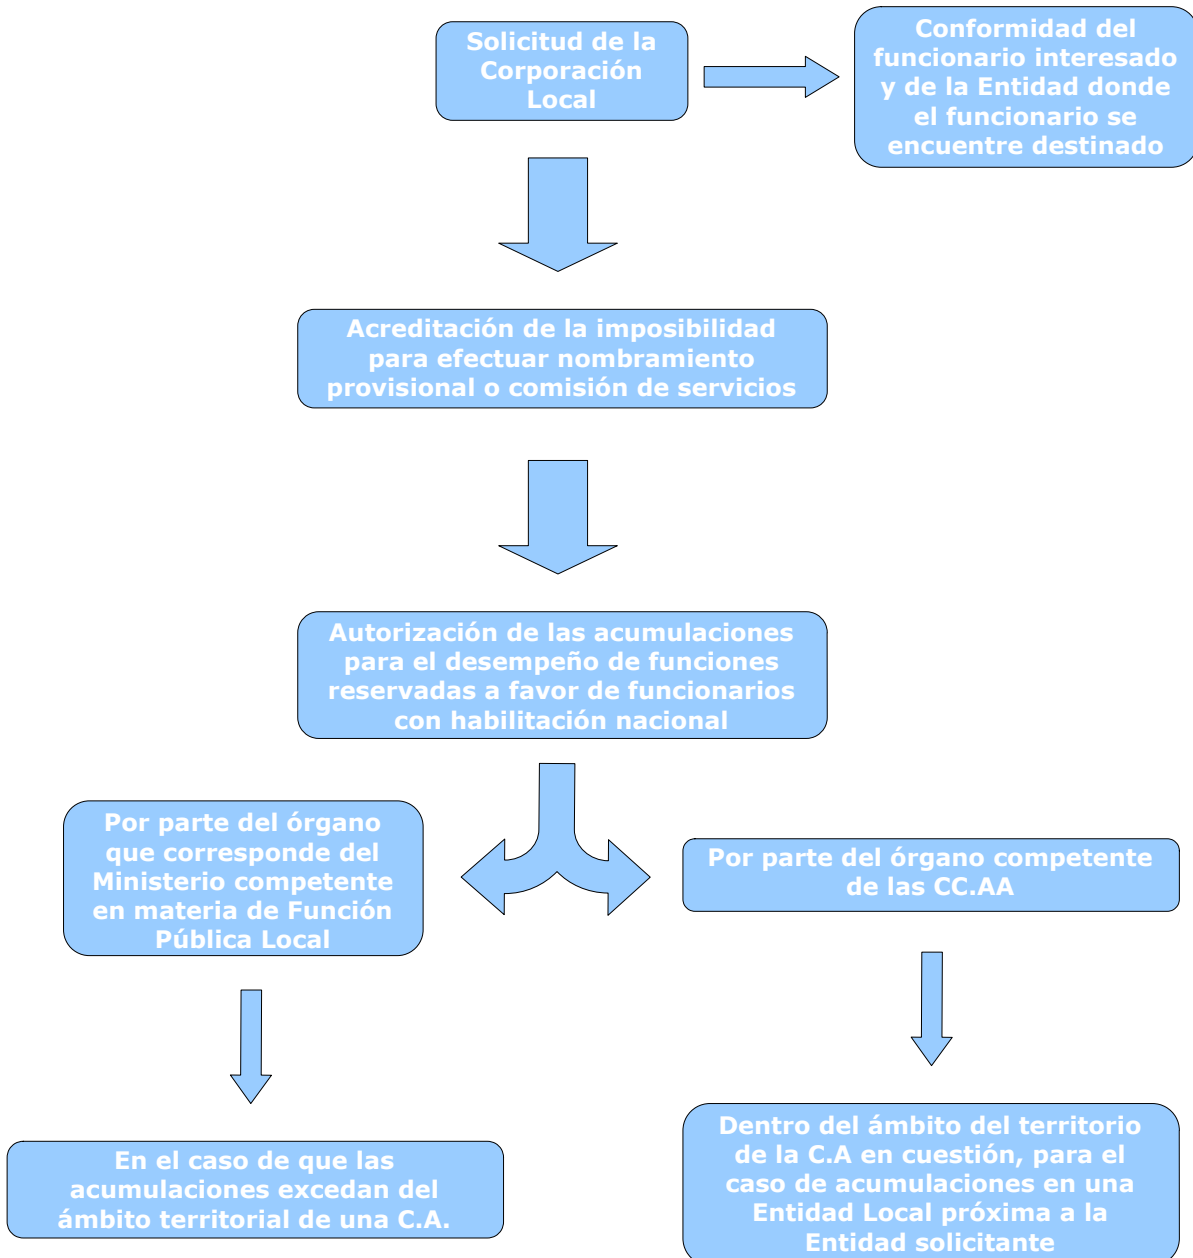 Solicitud de la
Corporación
Local
Conformidad del
funcionario interesado
y de la Entidad donde
el funcionario se
encuentre destinado
Acreditación de la imposibilidad
para efectuar nombramiento
provisional o comisión de servicios
Autorización de las acumulaciones
para el desempeño de funciones
reservadas a favor de funcionarios
con habilitación nacional
Por parte del órgano
que corresponde del
Ministerio competente
en materia de Función
Pública Local
Por parte del órgano competente
de las CC.AA
En el caso de que las
acumulaciones excedan del
ámbito territorial de una C.A.
Dentro del ámbito del territorio
de la C.A en cuestión, para el
caso de acumulaciones en una
Entidad Local próxima a la
Entidad solicitante